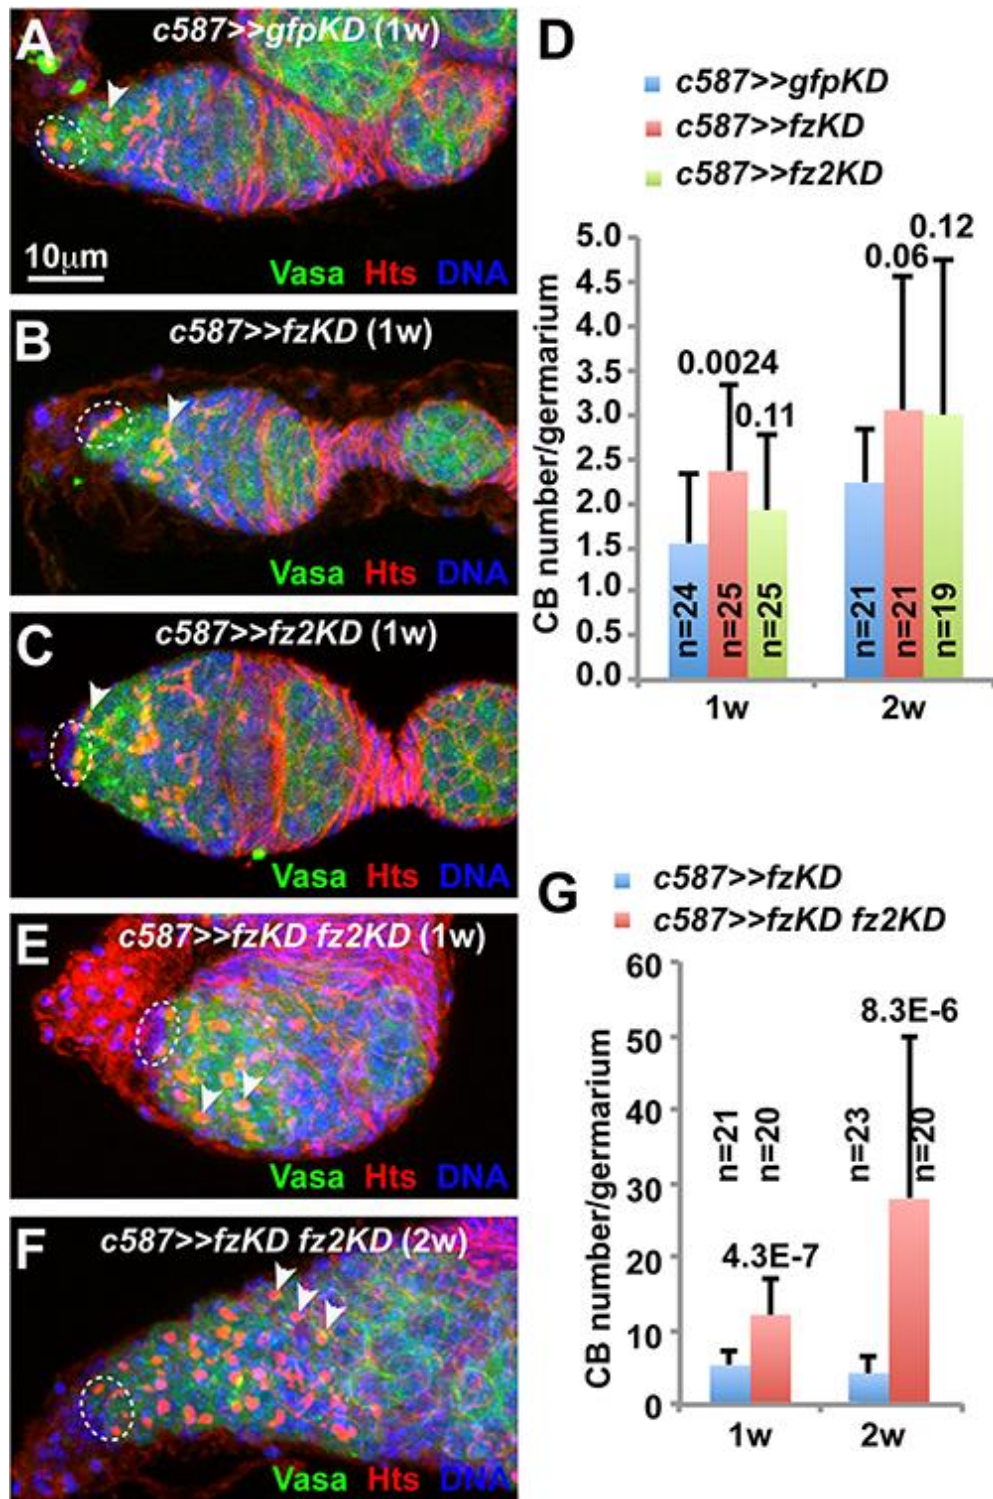 A
c587>>gfpKD (1w)
10μm
Vasa Hts DNA
B
c587>>fzKD (1w)
Vasa Hts DNA
C
c587>>fz2KD (1w)
Vasa Hts DNA
D
c587>>gfpKD
c587>>fzKD
c587>>fz2KD
CB number/germarium
5.0
4.5
4.0
3.5
3.0
2.5
2.0
1.5
1.0
0.5
0.0
0.0024
0.11
0.06
0.12
n=24
n=25
n=25
n=21
n=21
n=19
1w
2w
E
c587>>fzKD fz2KD (1w)
Vasa Hts DNA
F
c587>>fzKD fz2KD (2w)
Vasa Hts DNA
G
c587>>fzKD
c587>>fzKD fz2KD
CB number/germarium
60
50
40
30
20
10
0
n=21
n=20
n=23
n=20
4.3E-7
8.3E-6
1w
2w